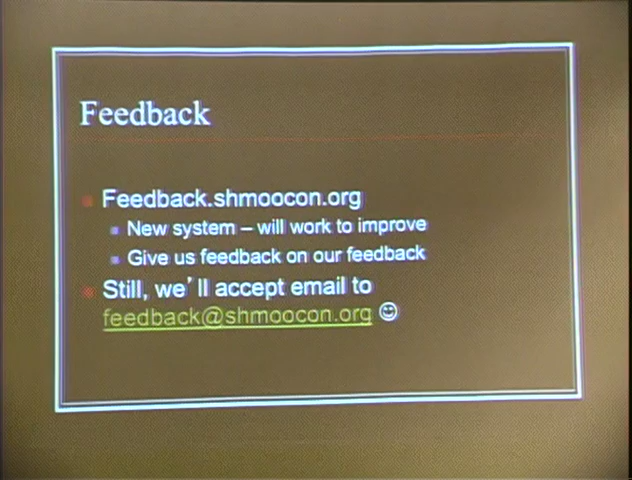 Feedback
Feedback.shmoocon.org
New system – will work to improve
Give us feedback on our feedback
Still, we'll accept email to
feedback@shmoocon.org ☺